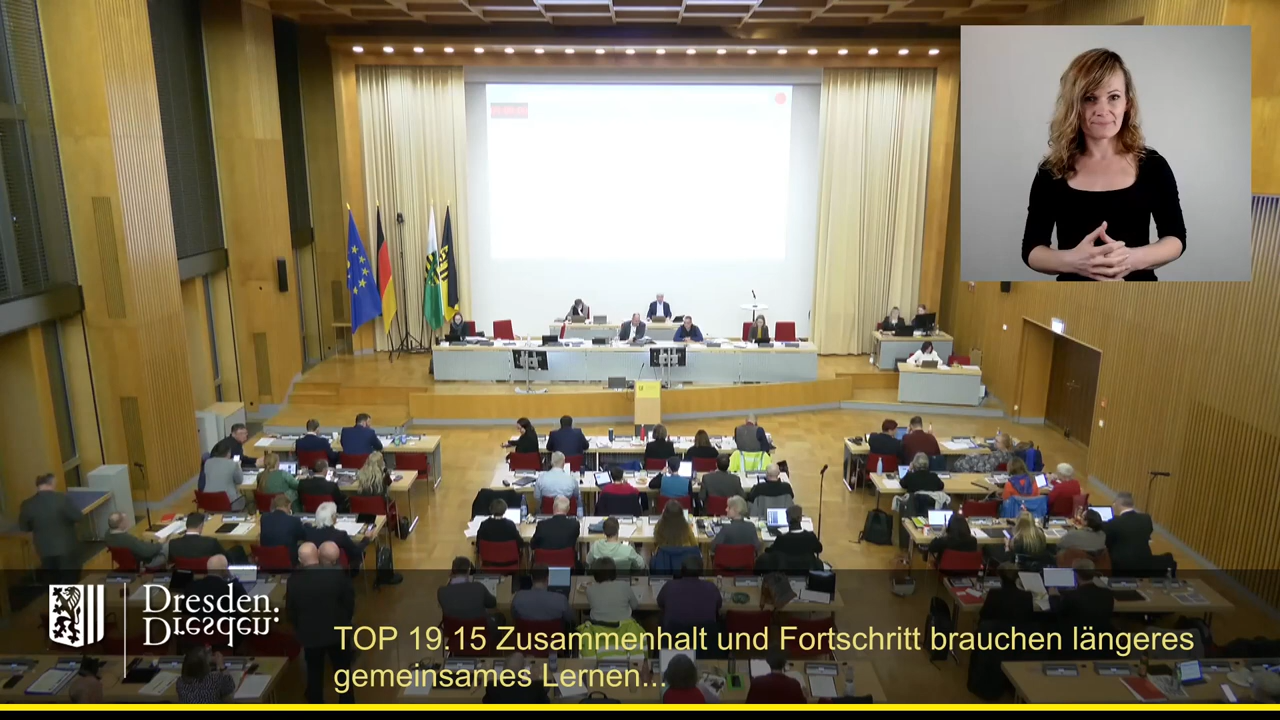 Dresden.
Dresden.
TOP 19.15 Zusammenhalt und Fortschritt brauchen längeres
gemeinsames Lernen...